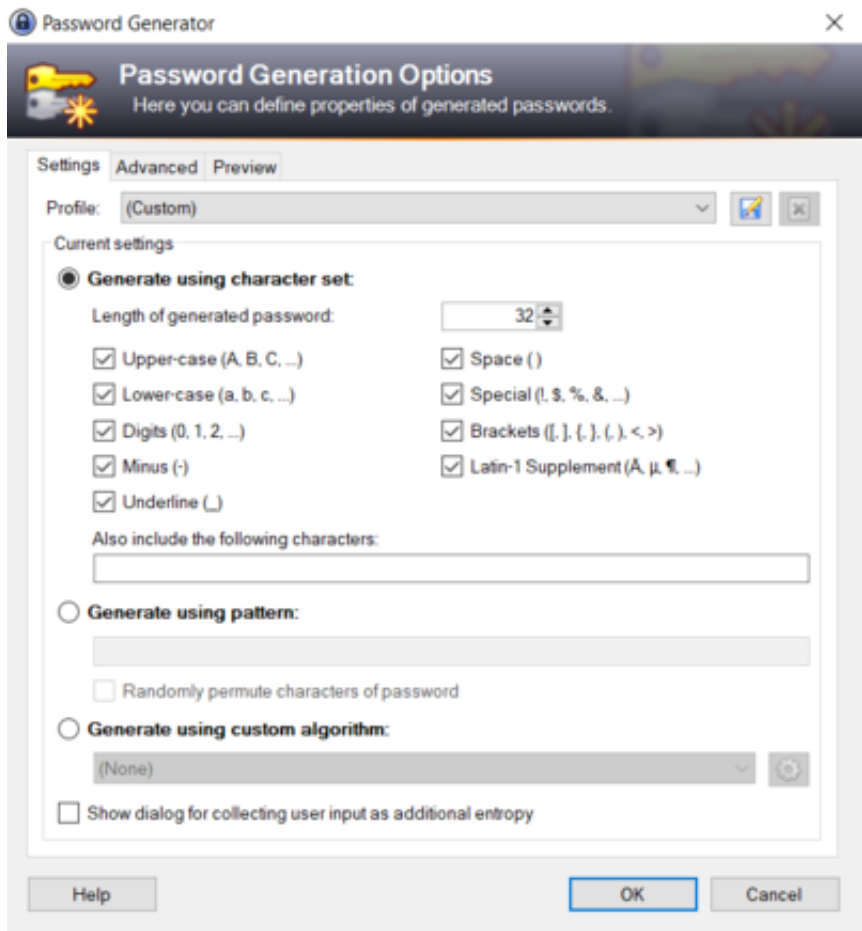 Password Generator
Password Generation Options
Here you can define properties of generated passwords.
Settings Advanced Preview
Profile: (Custom)
Current settings
Generate using character set:
Length of generated password: 32
Upper-case (A, B, C, ...) Space ( )
Lower-case (a, b, c, ...) Special (!, $, %, &, ...)
Digits (0, 1, 2, ...) Brackets ([, ], {, }, (, ), <, >)
Minus (-) Latin-1 Supplement (Ä, µ, ¶, ...)
Underline (_)
Also include the following characters:
Generate using pattern:
Randomly permute characters of password
Generate using custom algorithm:
(None)
Show dialog for collecting user input as additional entropy
Help OK Cancel